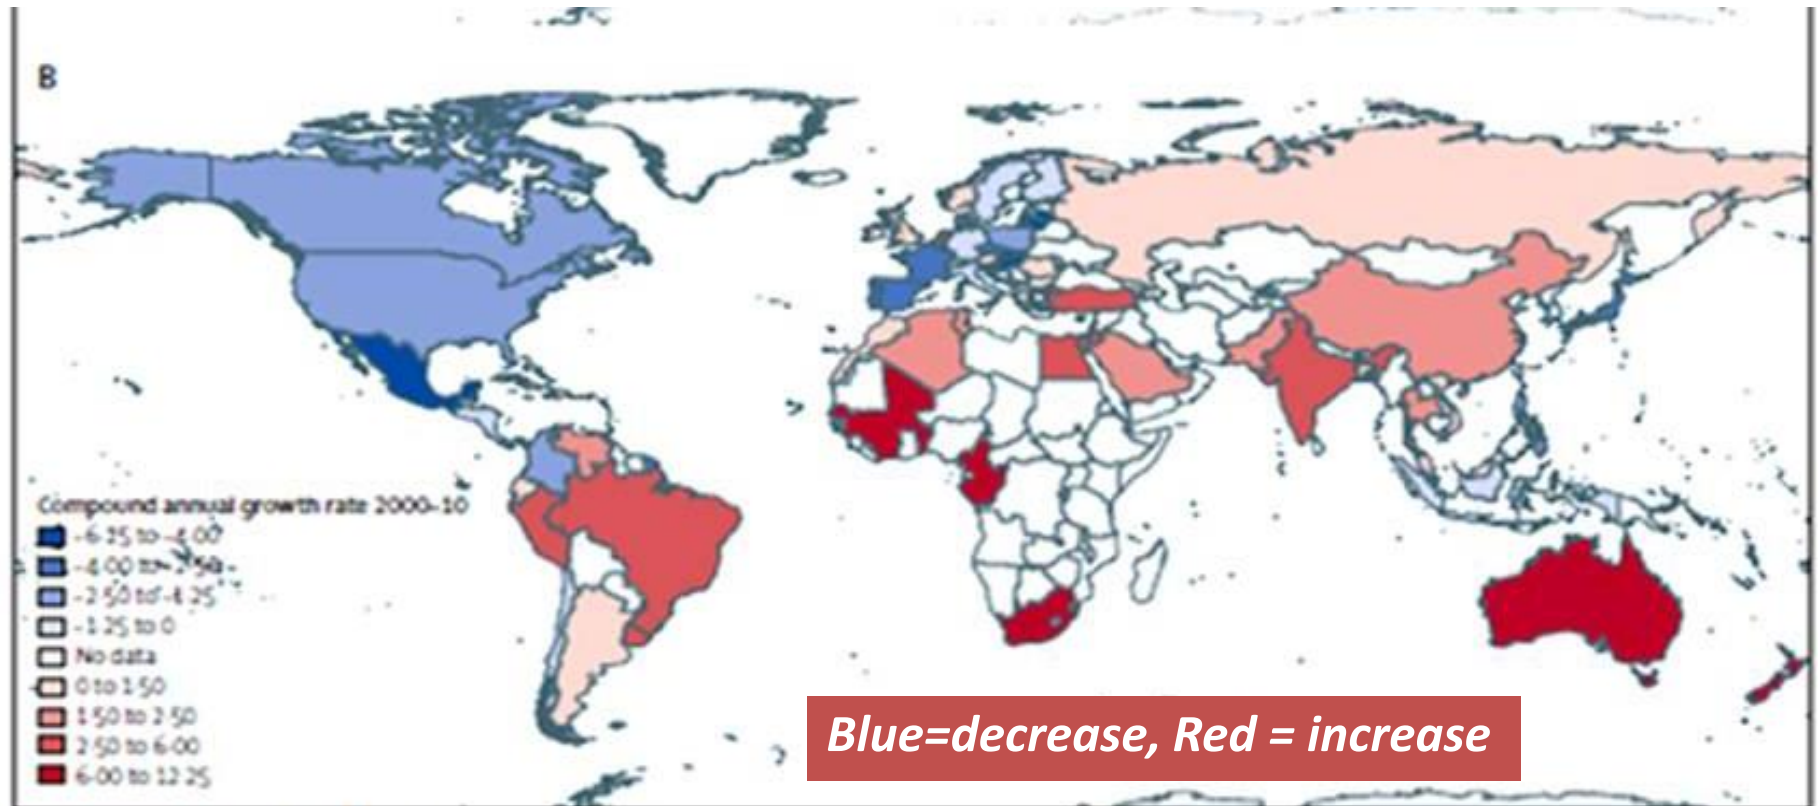 B
Compound annual growth rate 2000–10
-6·25 to -4·00
-4·00 to -2·50
-2·50 to -4·25
-1·25 to 0
No data
0 to 1·50
1·50 to 2·50
2·50 to 6·00
6·00 to 12·25
Blue=decrease, Red = increase